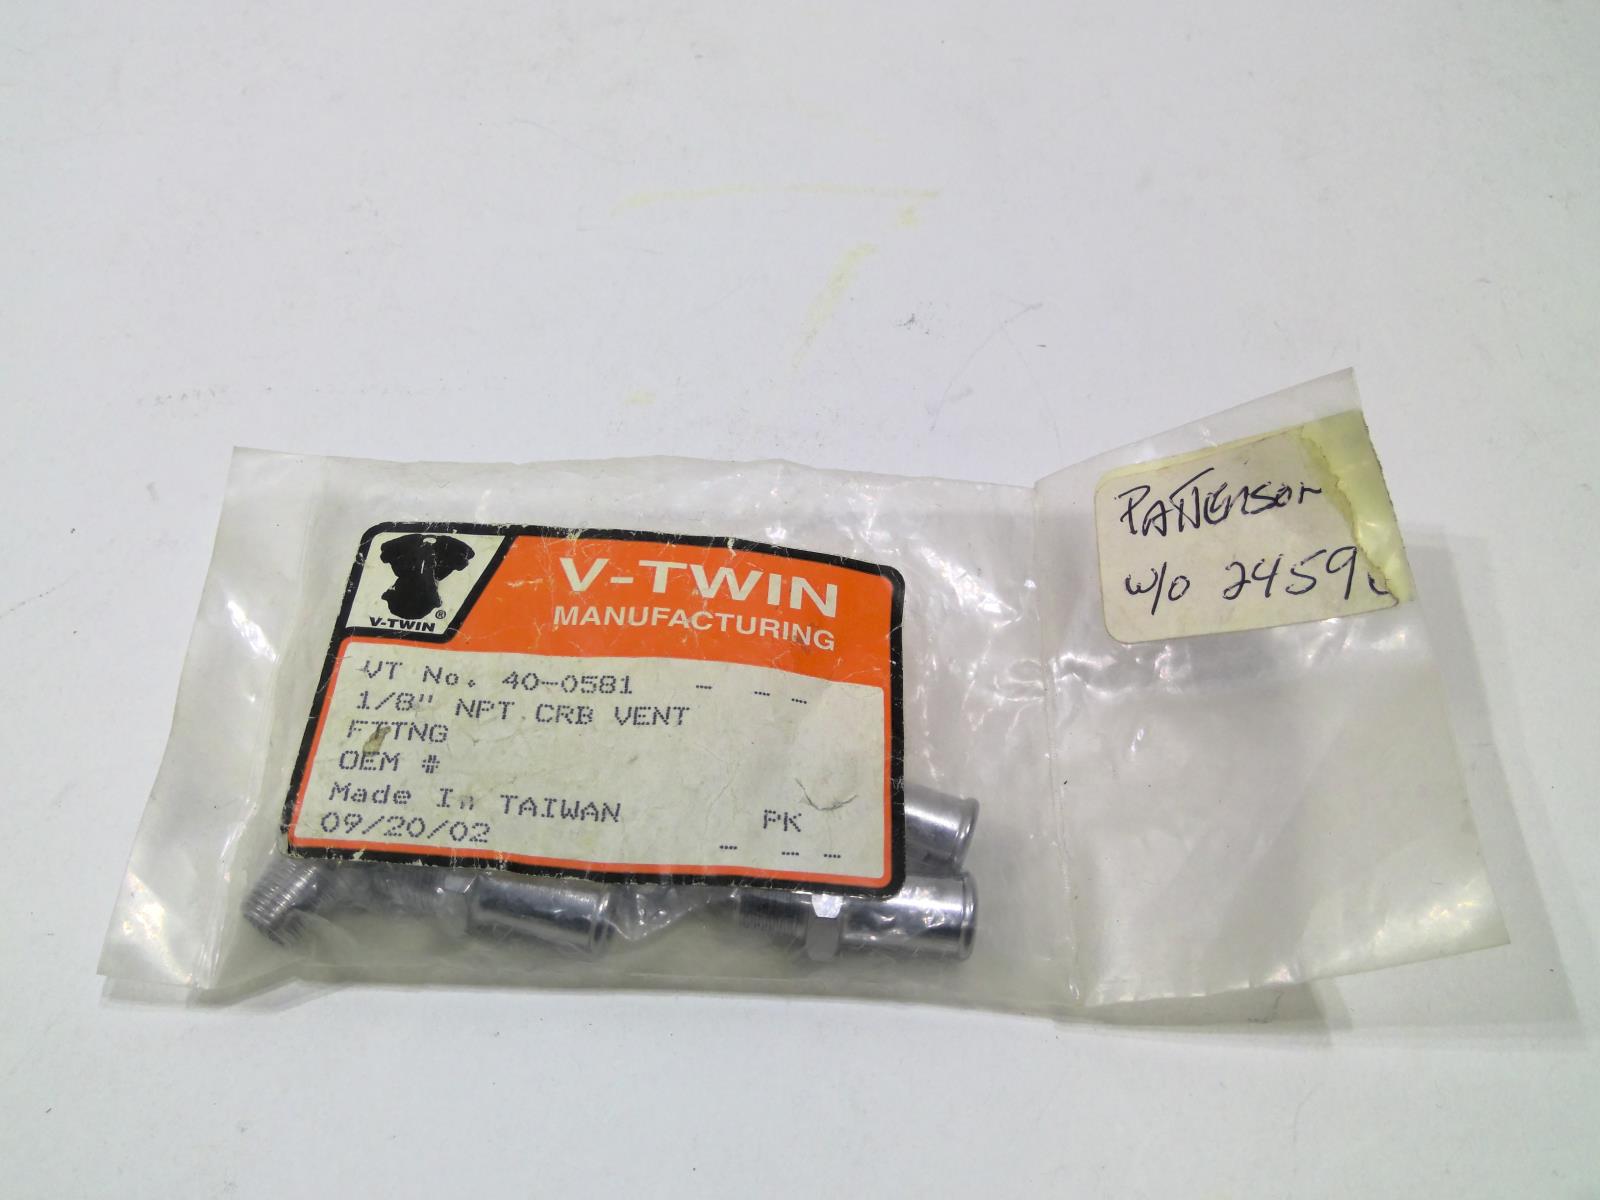 V-TWIN
MANUFACTURING
V-TWIN®
VT No. 40-0581 - - -
1/8" NPT CRB VENT
FTTNG
OEM #
Made In TAIWAN PK
09/20/02 - - -
PATTERSON
w/o 2459